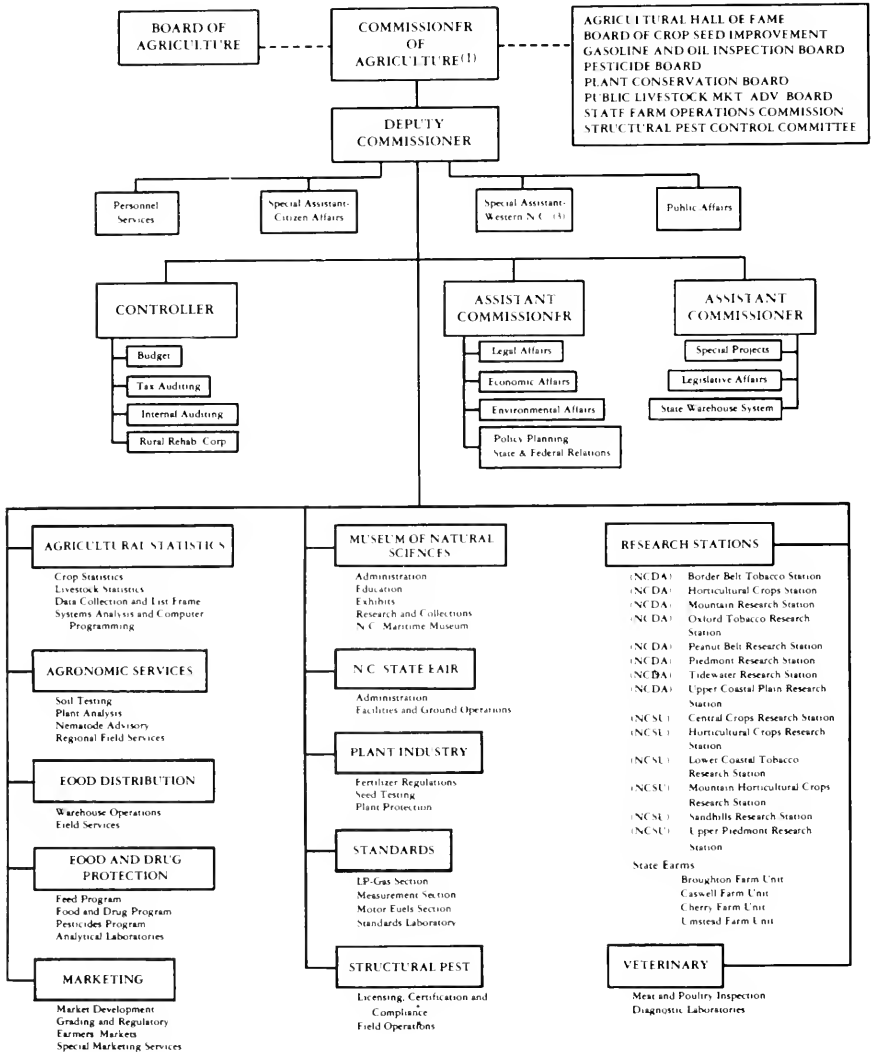 BOARD OF
AGRICULTURE
COMMISSIONER
OF
AGRICULTURE(1)
AGRICULTURAL HALL OF FAME
BOARD OF CROP SEED IMPROVEMENT
GASOLINE AND OIL INSPECTION BOARD
PESTICIDE BOARD
PLANT CONSERVATION BOARD
PUBLIC LIVESTOCK MKT ADV BOARD
STATE FARM OPERATIONS COMMISSION
STRUCTURAL PEST CONTROL COMMITTEE
DEPUTY
COMMISSIONER
Personnel
Services
Special Assistant-
Citizen Affairs
Special Assistant-
Western N.C. (3)
Public Affairs
CONTROLLER
Budget
Tax Auditing
Internal Auditing
Rural Rehab Corp
ASSISTANT
COMMISSIONER
Legal Affairs
Economic Affairs
Environmental Affairs
Policy Planning
State & Federal Relations
ASSISTANT
COMMISSIONER
Special Projects
Legislative Affairs
State Warehouse System
AGRICULTURAL STATISTICS
Crop Statistics
Livestock Statistics
Data Collection and List Frame
Systems Analysis and Computer
Programming
AGRONOMIC SERVICES
Soil Testing
Plant Analysis
Nematode Advisory
Regional Field Services
FOOD DISTRIBUTION
Warehouse Operations
Field Services
FOOD AND DRUG
PROTECTION
Feed Program
Food and Drug Program
Pesticides Program
Analytical Laboratories
MARKETING
Market Development
Grading and Regulatory
Farmers Markets
Special Marketing Services
MUSEUM OF NATURAL
SCIENCES
Administration
Education
Exhibits
Research and Collections
N.C. Maritime Museum
N.C. STATE FAIR
Administration
Facilities and Ground Operations
PLANT INDUSTRY
Fertilizer Regulations
Seed Testing
Plant Protection
STANDARDS
LP-Gas Section
Measurement Section
Motor Fuels Section
Standards Laboratory
STRUCTURAL PEST
Licensing, Certification and
Compliance
Field Operations
RESEARCH STATIONS
(NCDA) Border Belt Tobacco Station
(NCDA) Horticultural Crops Station
(NCDA) Mountain Research Station
(NCDA) Oxford Tobacco Research
Station
(NCDA) Peanut Belt Research Station
(NCDA) Piedmont Research Station
(NCDA) Tidewater Research Station
(NCDA) Upper Coastal Plain Research
Station
(NCSU) Central Crops Research Station
(NCSU) Horticultural Crops Research
Station
(NCSU) Lower Coastal Tobacco
Research Station
(NCSU) Mountain Horticultural Crops
Research Station
(NCSU) Sandhills Research Station
(NCSU) Upper Piedmont Research
Station
State Farms
Broughton Farm Unit
Caswell Farm Unit
Cherry Farm Unit
Umstead Farm Unit
VETERINARY
Meat and Poultry Inspection
Diagnostic Laboratories